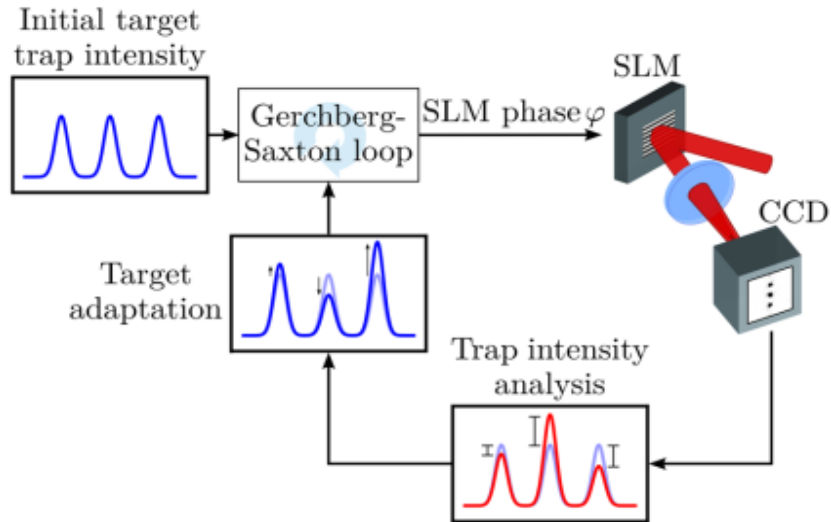 Initial target
trap intensity
Gerchberg-
Saxton loop
SLM phase φ
SLM
CCD
Target
adaptation
Trap intensity
analysis